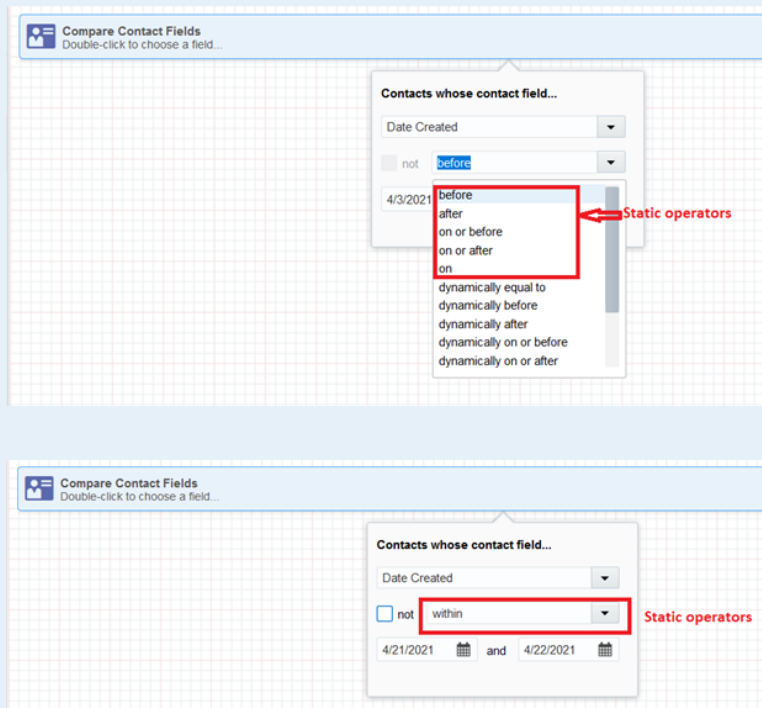 Compare Contact Fields
Double-click to choose a field...
Contacts whose contact field...
Date Created
not before
4/3/2021
before
after
on or before
on or after
on
dynamically equal to
dynamically before
dynamically after
dynamically on or before
dynamically on or after
Static operators
Compare Contact Fields
Double-click to choose a field...
Contacts whose contact field...
Date Created
not within
Static operators
4/21/2021 and 4/22/2021